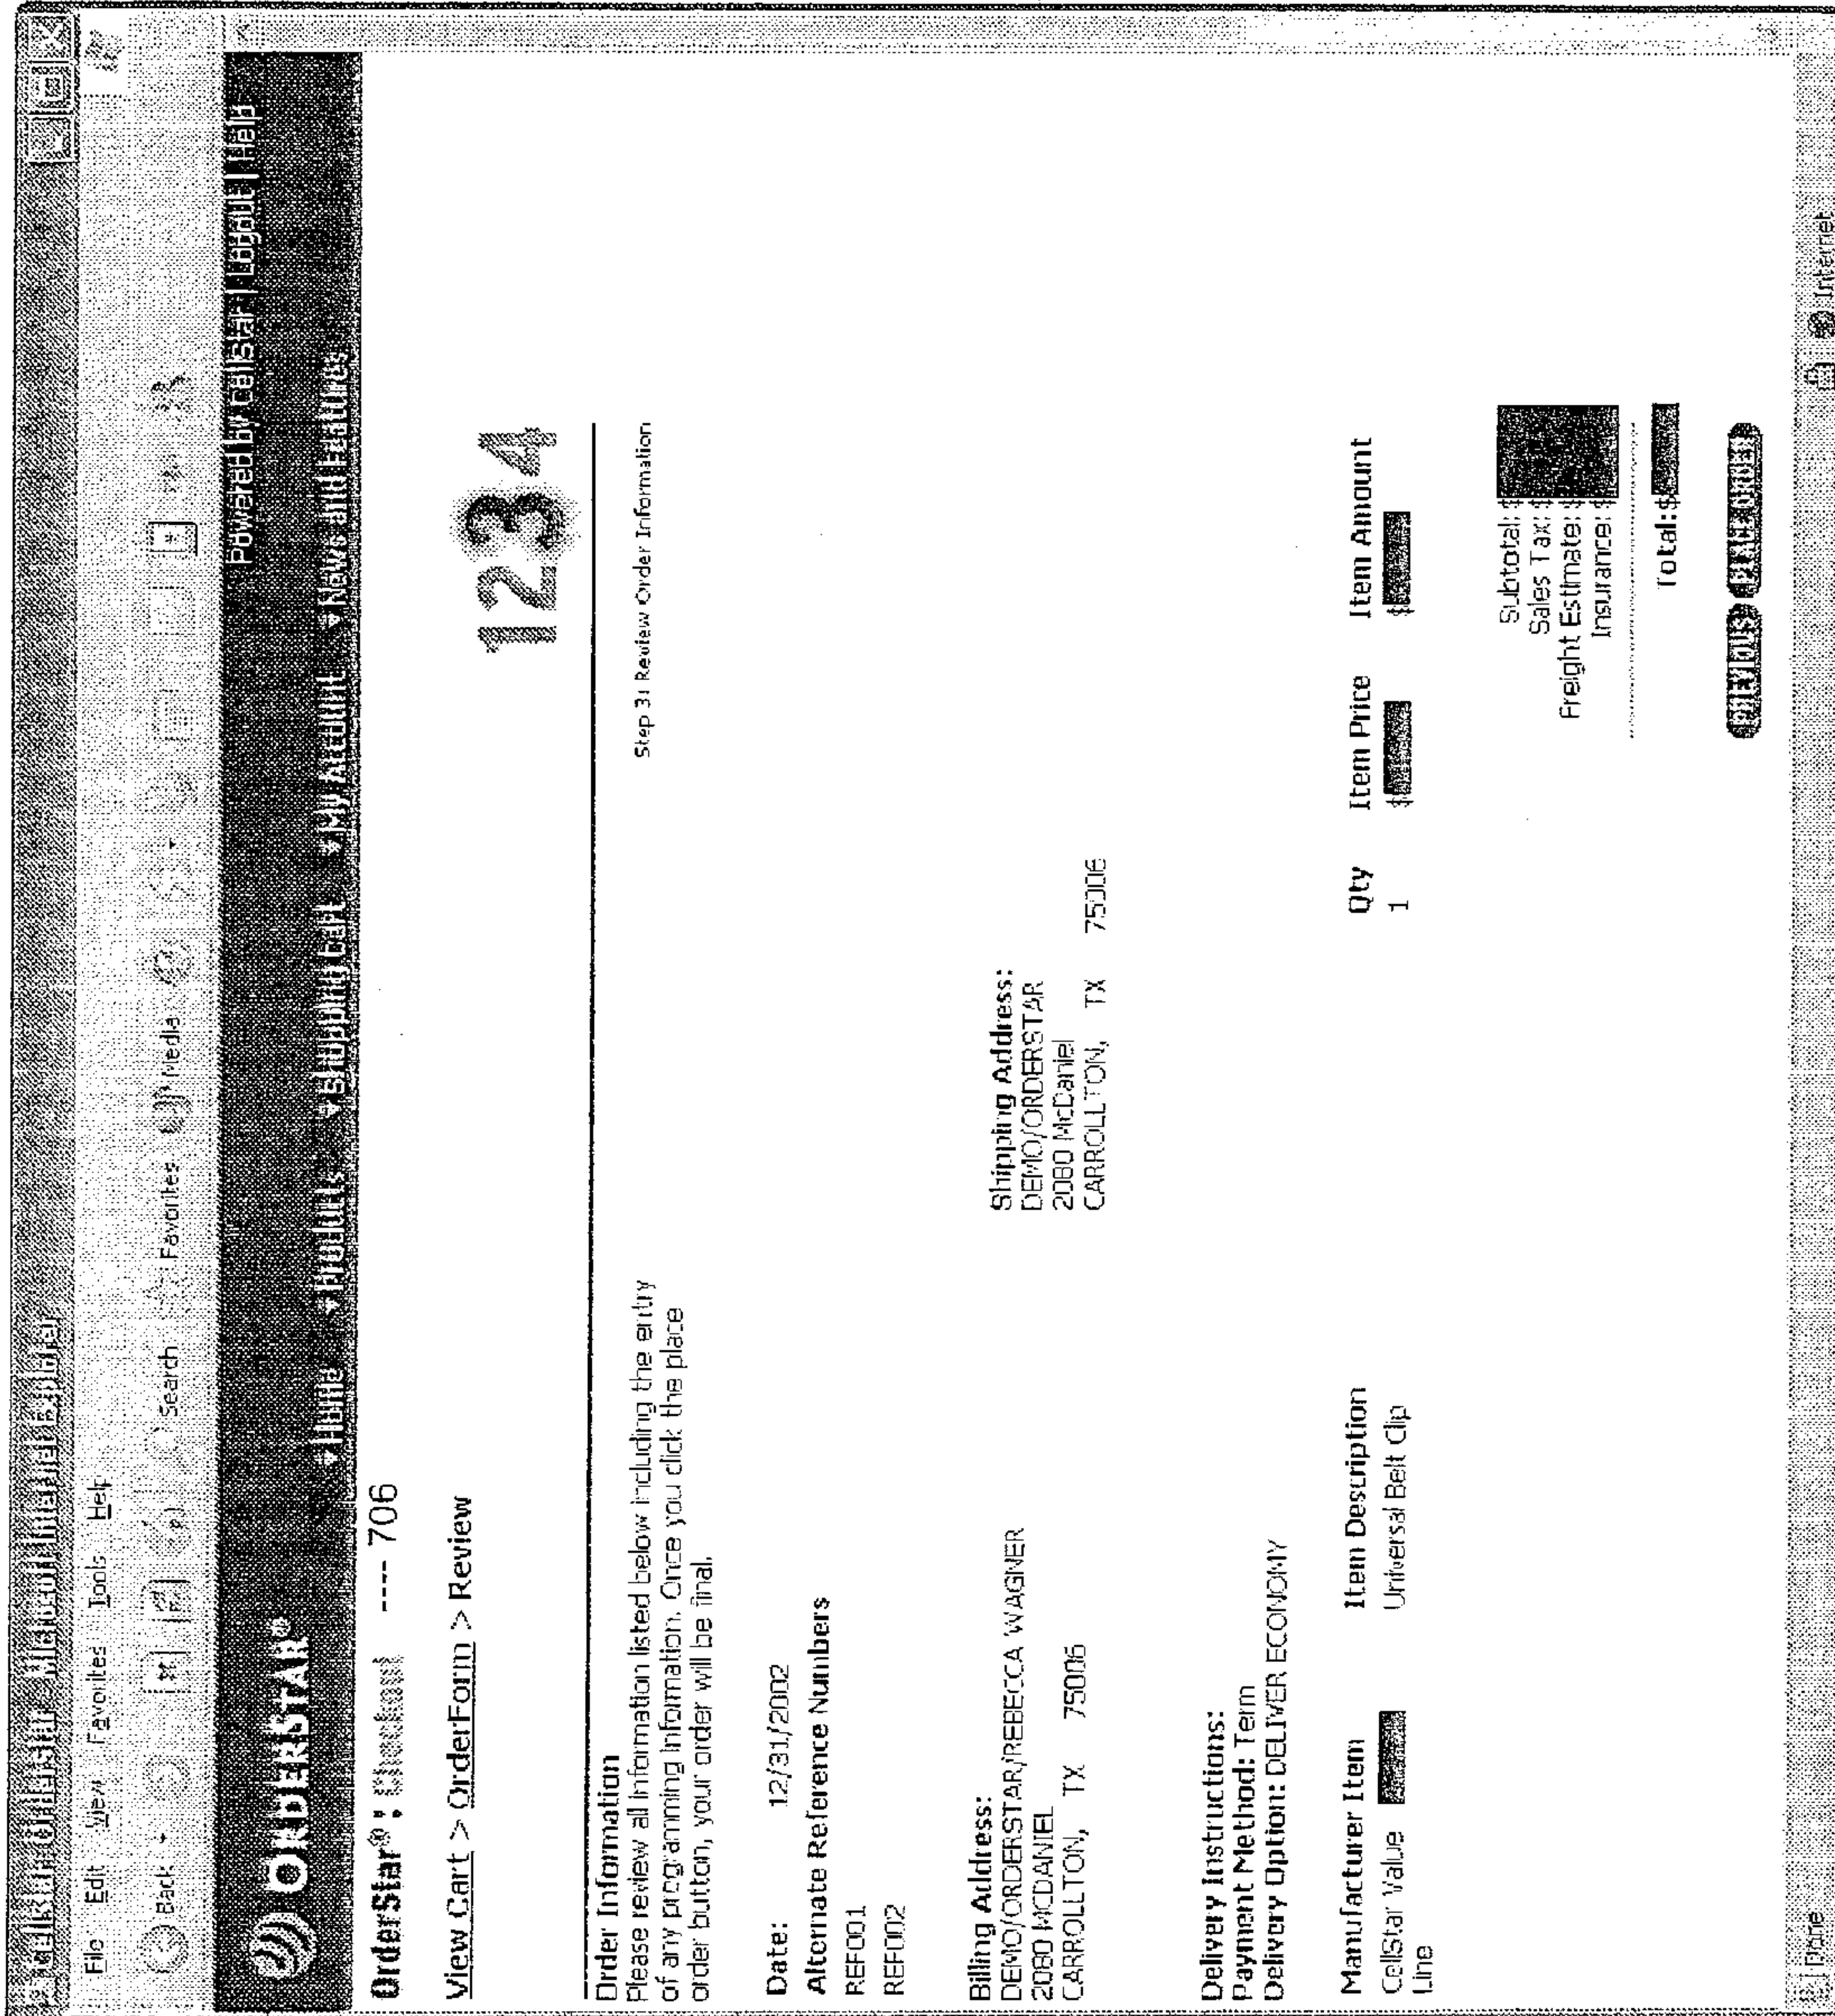 CellStar OrderStar - Microsoft Internet Explorer
File Edit View Favorites Tools Help
Back Search Favorites Media
ORDERSTAR® Powered by cellstar | Logout | Help
Home Products Shopping Cart My Account News and Features
OrderStar®: Checkout ---- 706
View Cart > OrderForm > Review
1 2 3 4
Order Information
Step 3: Review Order Information
Please review all information listed below including the entry
of any programming information. Once you click the place
order button, your order will be final.
Date: 12/31/2002
Alternate Reference Numbers
REF001
REF002
Billing Address:
DEMO/ORDERSTAR/REBECCA WAGNER
2080 MCDANIEL
CARROLLTON, TX 75006
Shipping Address:
DEMO/ORDERSTAR
2080 McDaniel
CARROLLTON, TX 75006
Delivery Instructions:
Payment Method: Term
Delivery Option: DELIVER ECONOMY
Manufacturer Item Item Description Qty Item Price Item Amount
CellStar Value Universal Belt Clip 1 $ $
Line
Subtotal: $
Sales Tax: $
Freight Estimate: $
Insurance: $
Total: $
PREVIOUS PLACE ORDER
Done Internet